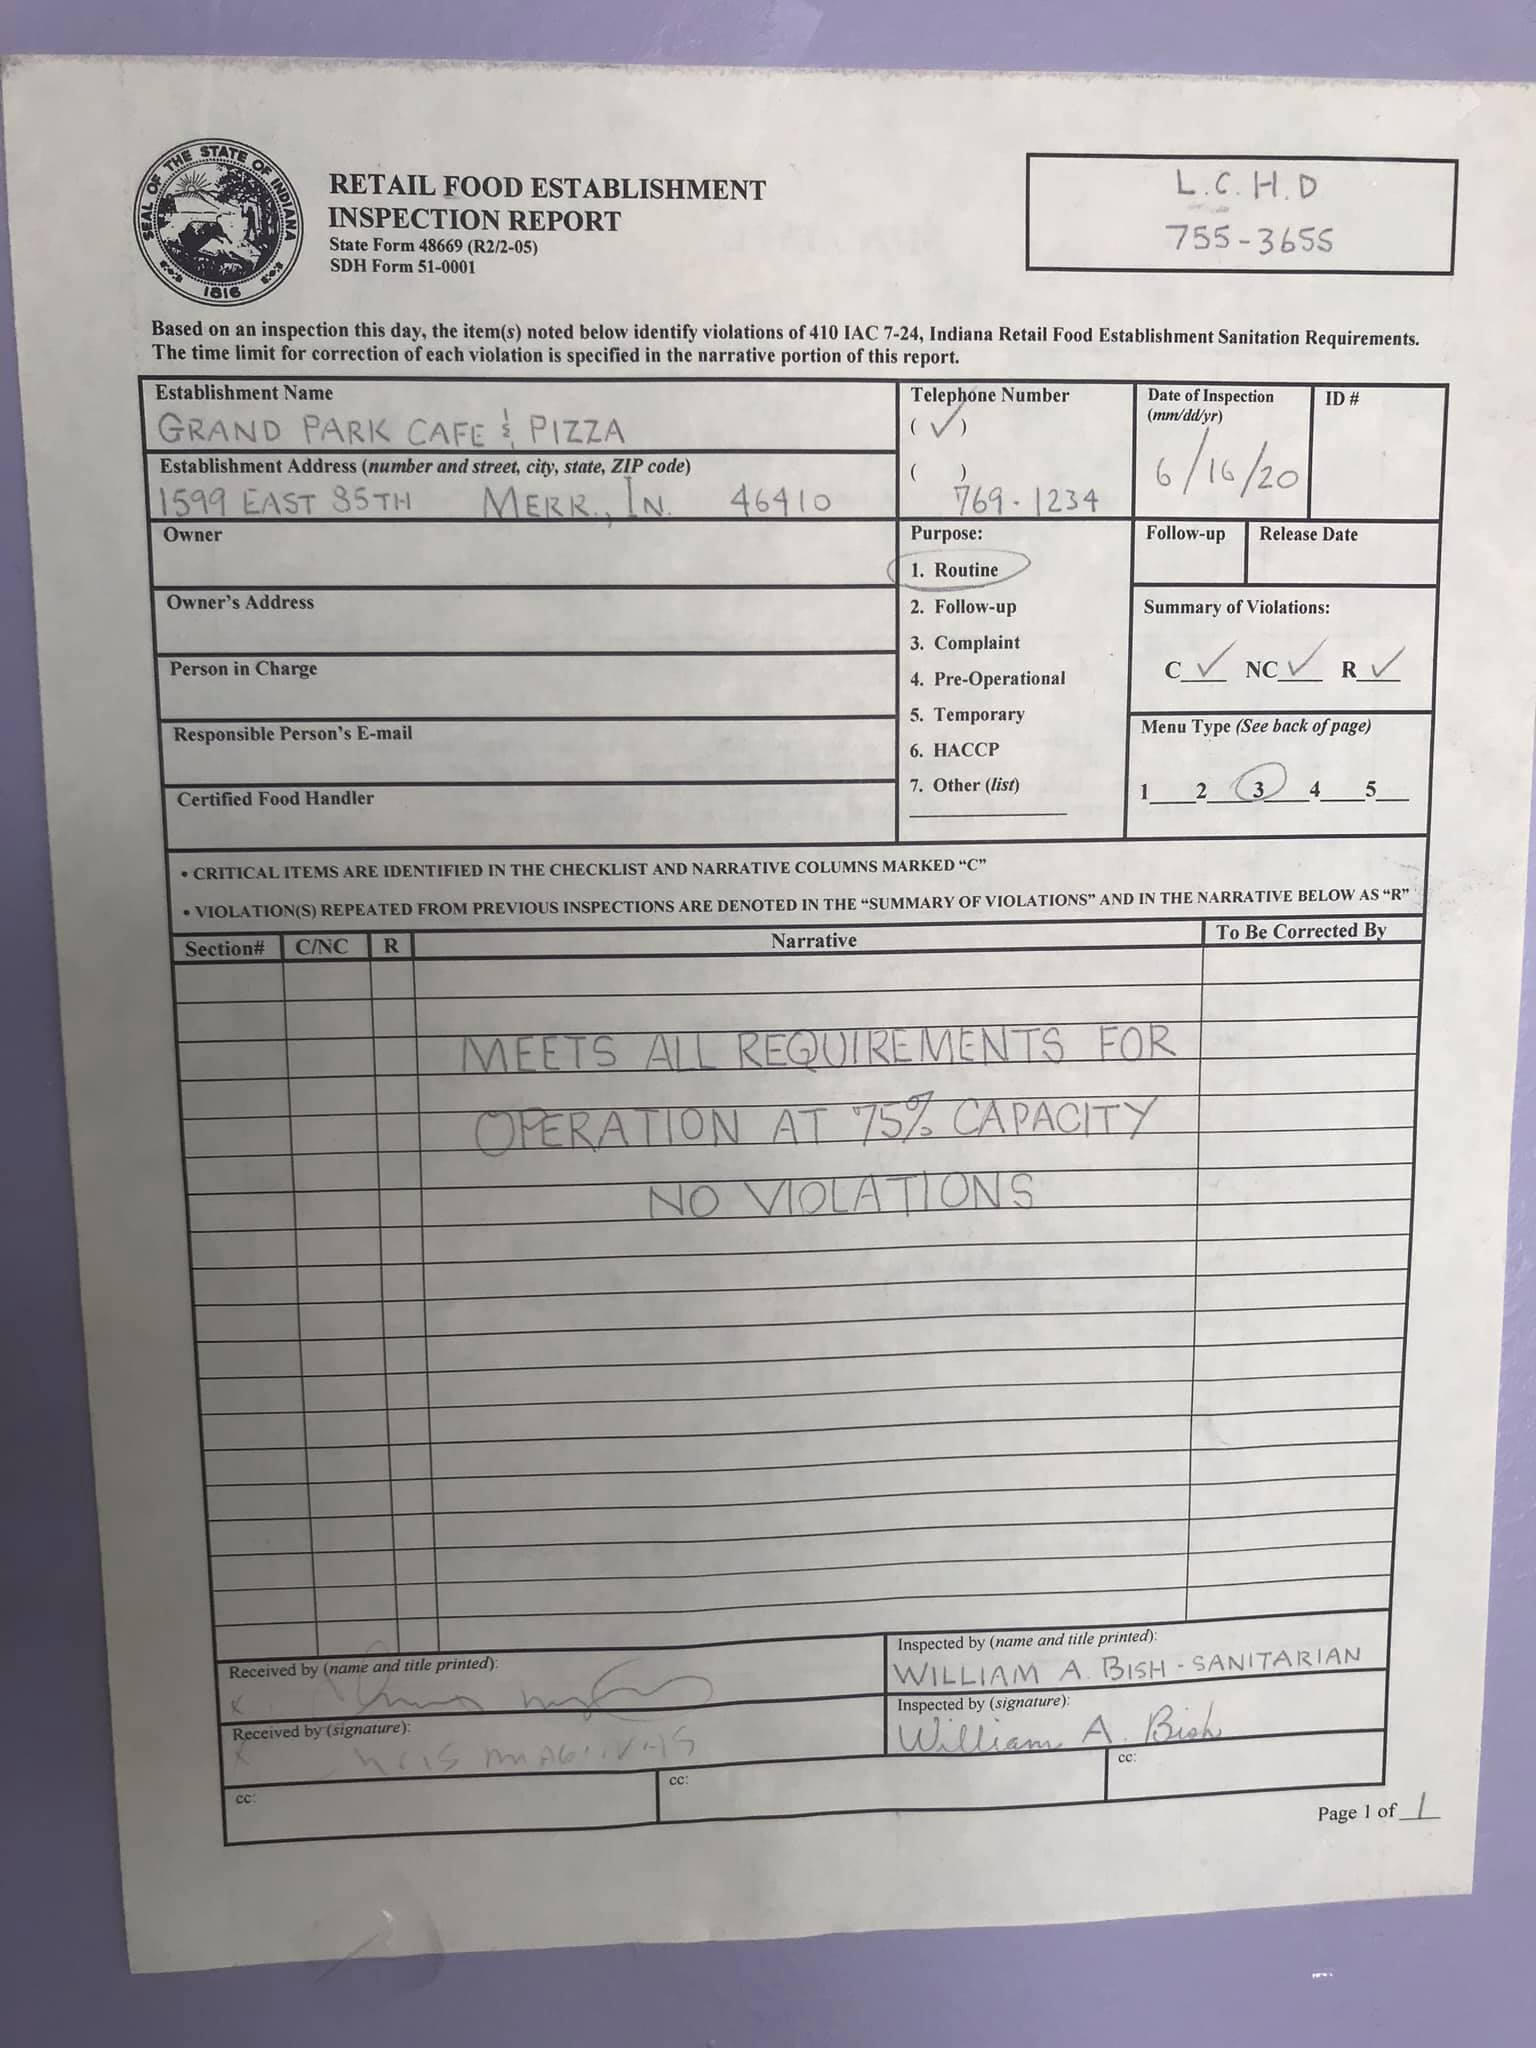 SEAL OF THE STATE OF INDIANA
1816
RETAIL FOOD ESTABLISHMENT
INSPECTION REPORT
State Form 48669 (R2/2-05)
SDH Form 51-0001
L.C.H.D
755-3655
Based on an inspection this day, the item(s) noted below identify violations of 410 IAC 7-24, Indiana Retail Food Establishment Sanitation Requirements.
The time limit for correction of each violation is specified in the narrative portion of this report.
Establishment Name
GRAND PARK CAFE & PIZZA
Telephone Number
( ✓ )
( )
769-1234
Date of Inspection
(mm/dd/yr)
6/16/20
ID #
Establishment Address (number and street, city, state, ZIP code)
1599 EAST 85TH MERR., IN. 46410
Owner
Owner's Address
Person in Charge
Responsible Person's E-mail
Certified Food Handler
Purpose:
1. Routine
2. Follow-up
3. Complaint
4. Pre-Operational
5. Temporary
6. HACCP
7. Other (list)
Follow-up
Release Date
Summary of Violations:
C ✓ NC ✓ R ✓
Menu Type (See back of page)
1___2___3___4___5___
• CRITICAL ITEMS ARE IDENTIFIED IN THE CHECKLIST AND NARRATIVE COLUMNS MARKED "C"
• VIOLATION(S) REPEATED FROM PREVIOUS INSPECTIONS ARE DENOTED IN THE "SUMMARY OF VIOLATIONS" AND IN THE NARRATIVE BELOW AS "R"
Section# C/NC R Narrative To Be Corrected By
MEETS ALL REQUIREMENTS FOR
OPERATION AT 75% CAPACITY
NO VIOLATIONS
Received by (name and title printed):
x
Received by (signature):
x
Inspected by (name and title printed):
WILLIAM A. BISH - SANITARIAN
Inspected by (signature):
William A. Bish
cc:
cc:
cc:
Page 1 of 1